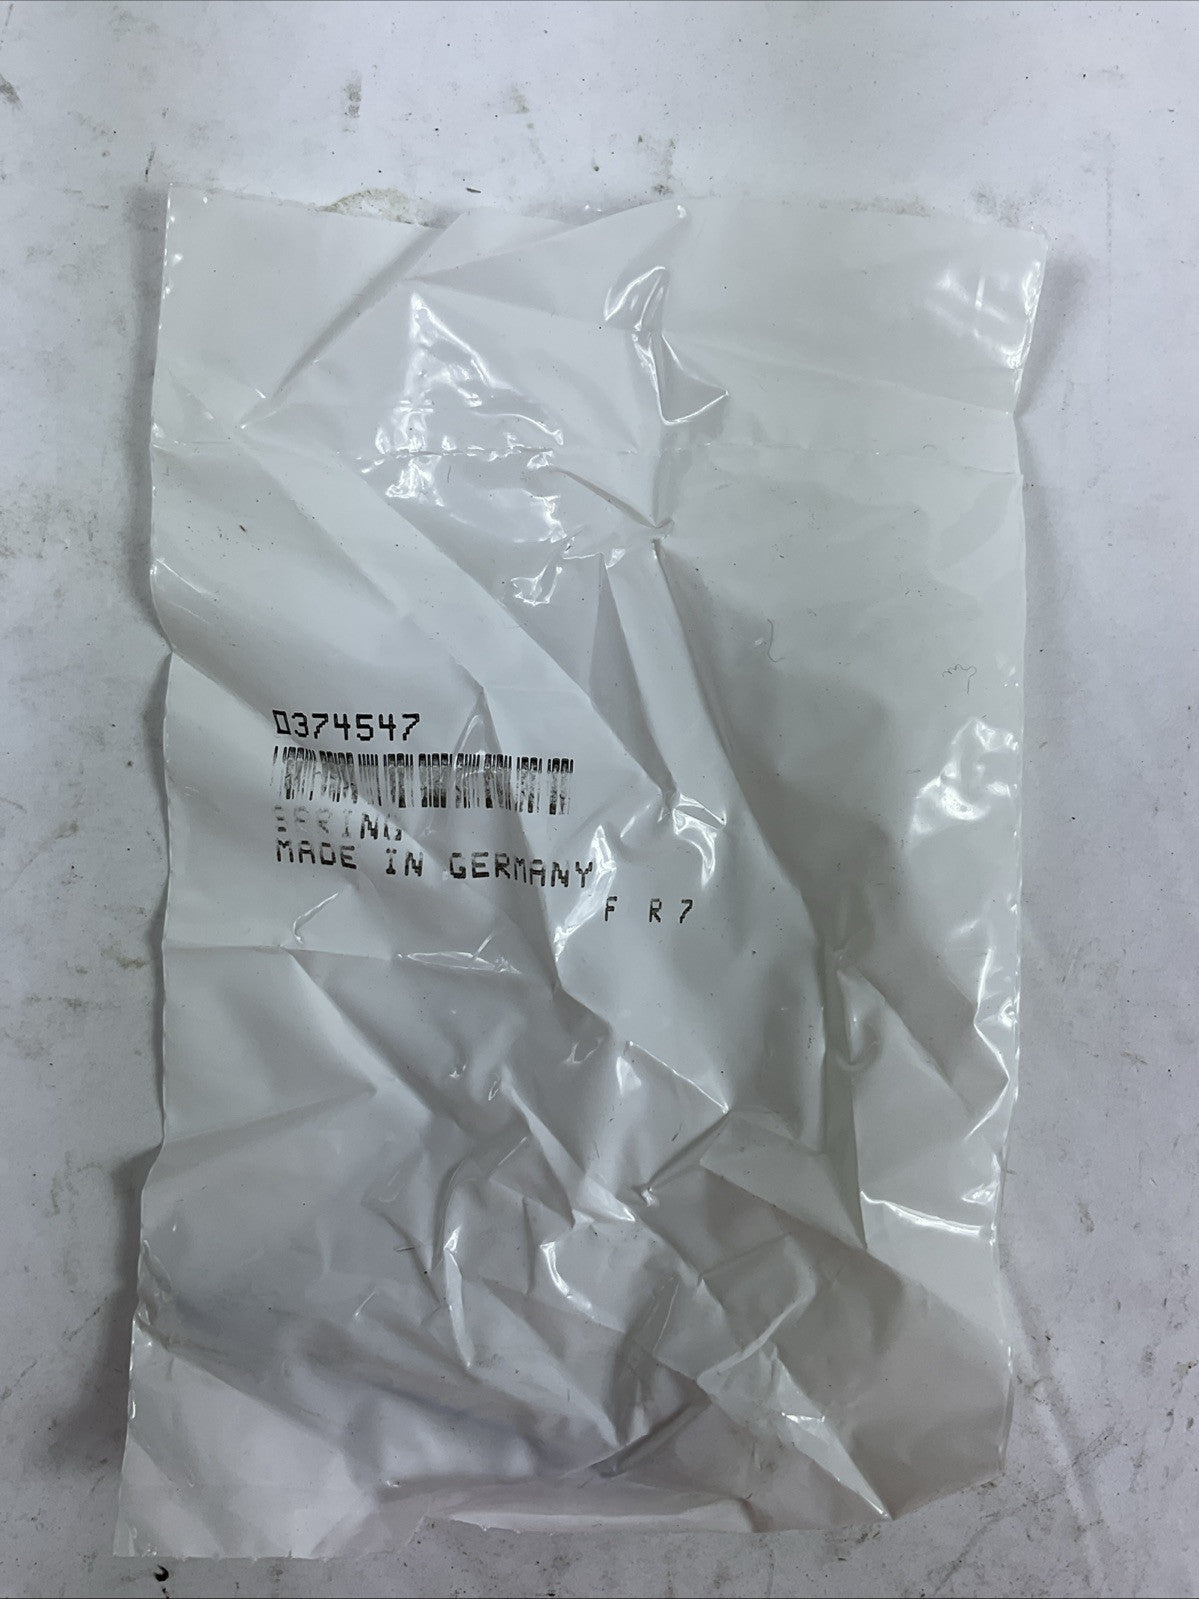 0374547
SPRING
MADE IN GERMANY
F R7